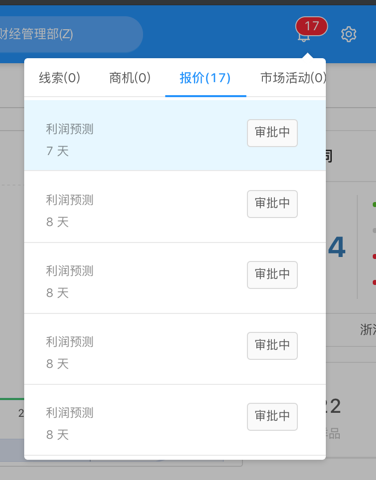 财经管理部(Z)
17
线索(0) 商机(0) 报价(17) 市场活动(0)
利润预测 审批中
7 天
利润预测 审批中
8 天
利润预测 审批中
8 天
利润预测 审批中
8 天
利润预测 审批中
8 天
4
浙
2
22
品